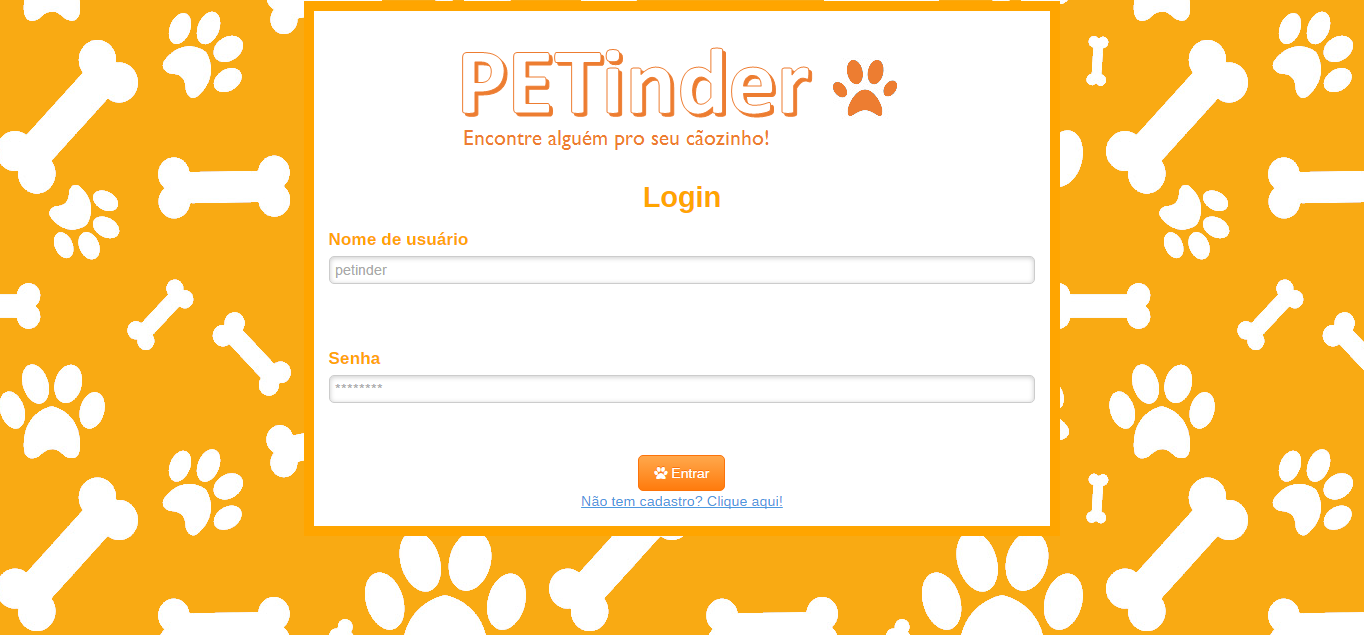 PETinder
Encontre alguém pro seu cãozinho!
Login
Nome de usuário
petinder
Senha
********
Entrar
Não tem cadastro? Clique aqui!